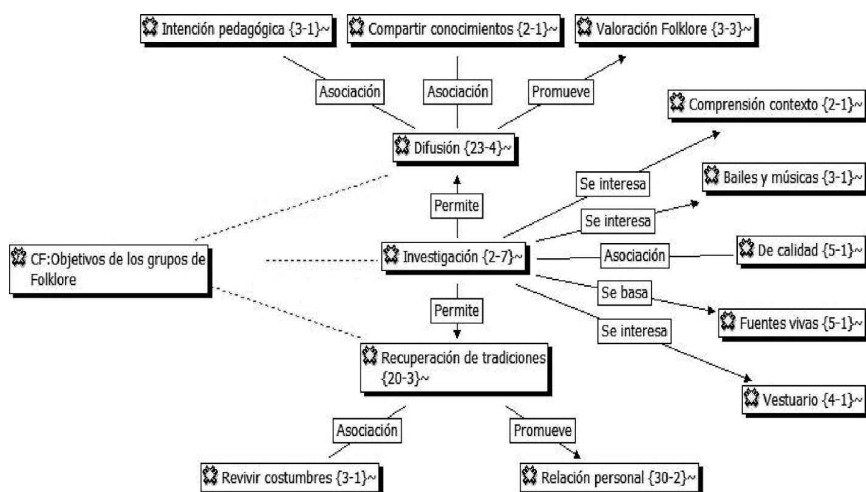 Intención pedagógica {3-1}~
Compartir conocimientos {2-1}~
Valoración Folklore {3-3}~
Asociación
Asociación
Promueve
Comprensión contexto {2-1}~
Difusión {23-4}~
Se interesa
Bailes y músicas {3-1}~
Permite
Se interesa
CF:Objetivos de los grupos de
Folklore
Investigación {2-7}~
Asociación
De calidad {5-1}~
Se basa
Fuentes vivas {5-1}~
Permite
Se interesa
Recuperación de tradiciones
{20-3}~
Vestuario {4-1}~
Asociación
Promueve
Revivir costumbres {3-1}~
Relación personal {30-2}~